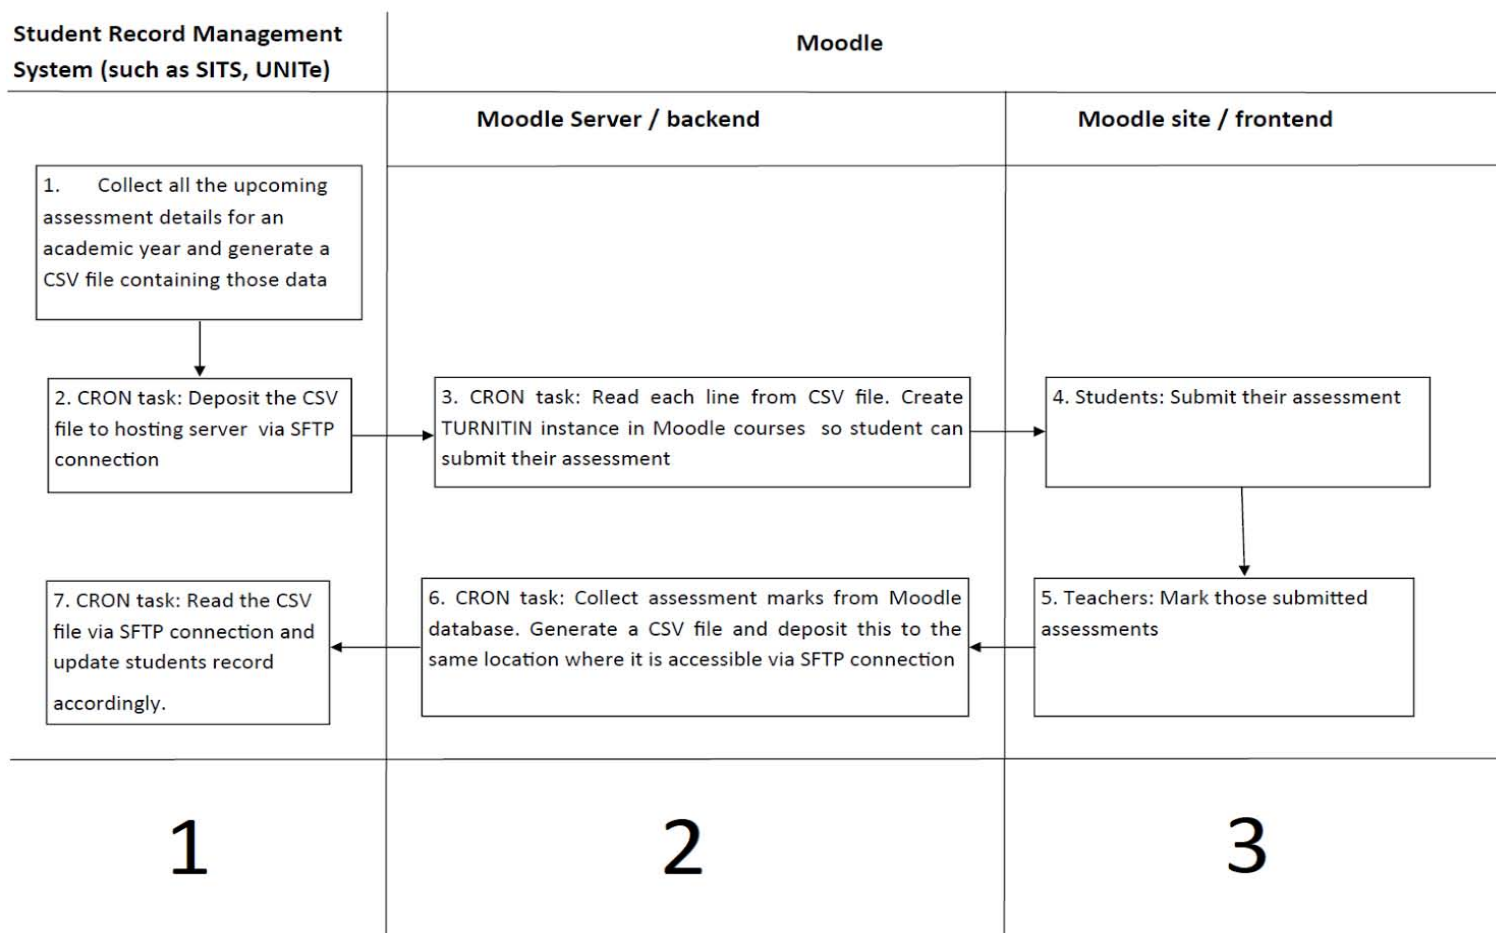 Student Record Management
System (such as SITS, UNITe)
Moodle
Moodle Server / backend
Moodle site / frontend
1. Collect all the upcoming
assessment details for an
academic year and generate a
CSV file containing those data
2. CRON task: Deposit the CSV
file to hosting server via SFTP
connection
3. CRON task: Read each line from CSV file. Create
TURNITIN instance in Moodle courses so student can
submit their assessment
4. Students: Submit their assessment
5. Teachers: Mark those submitted
assessments
6. CRON task: Collect assessment marks from Moodle
database. Generate a CSV file and deposit this to the
same location where it is accessible via SFTP connection
7. CRON task: Read the CSV
file via SFTP connection and
update students record
accordingly.
1
2
3